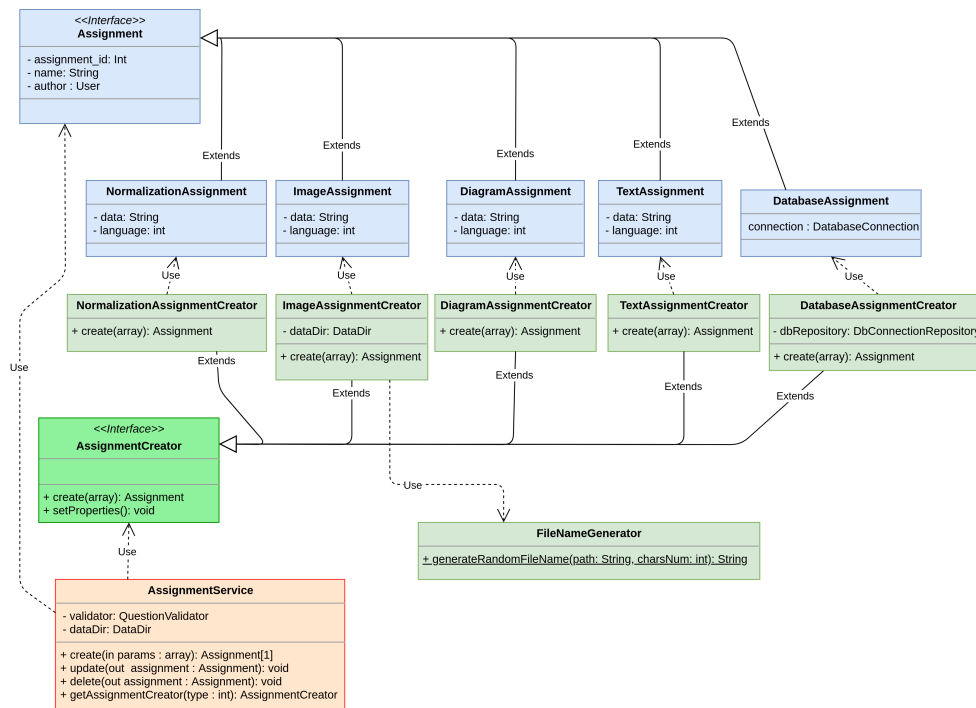 <<Interface>>
Assignment
- assignment_id: Int
- name: String
- author : User
Extends
Extends
Extends
Extends
Extends
NormalizationAssignment
- data: String
- language: int
ImageAssignment
- data: String
- language: int
DiagramAssignment
- data: String
- language: int
TextAssignment
- data: String
- language: int
DatabaseAssignment
connection : DatabaseConnection
Use
Use
Use
Use
Use
NormalizationAssignmentCreator
+ create(array): Assignment
ImageAssignmentCreator
- dataDir: DataDir
+ create(array): Assignment
DiagramAssignmentCreator
+ create(array): Assignment
TextAssignmentCreator
+ create(array): Assignment
DatabaseAssignmentCreator
- dbRepository: DbConnectionRepository
+ create(array): Assignment
Use
Extends
Extends
Extends
Extends
Extends
<<Interface>>
AssignmentCreator
+ create(array): Assignment
+ setProperties(): void
Use
FileNameGenerator
+ generateRandomFileName(path: String, charsNum: int): String
Use
AssignmentService
- validator: QuestionValidator
- dataDir: DataDir
+ create(in params : array): Assignment[1]
+ update(out  assignment : Assignment): void
+ delete(out assignment : Assignment): void
+ getAssignmentCreator(type : int): AssignmentCreator